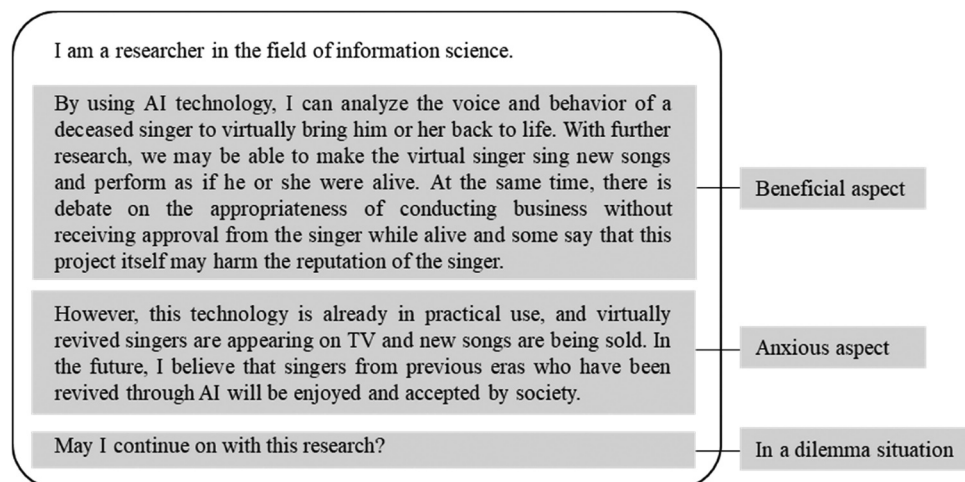 I am a researcher in the field of information science.
By using AI technology, I can analyze the voice and behavior of a
deceased singer to virtually bring him or her back to life. With further
research, we may be able to make the virtual singer sing new songs
and perform as if he or she were alive. At the same time, there is
debate on the appropriateness of conducting business without
receiving approval from the singer while alive and some say that this
project itself may harm the reputation of the singer.
Beneficial aspect
However, this technology is already in practical use, and virtually
revived singers are appearing on TV and new songs are being sold. In
the future, I believe that singers from previous eras who have been
revived through AI will be enjoyed and accepted by society.
Anxious aspect
May I continue on with this research?
In a dilemma situation